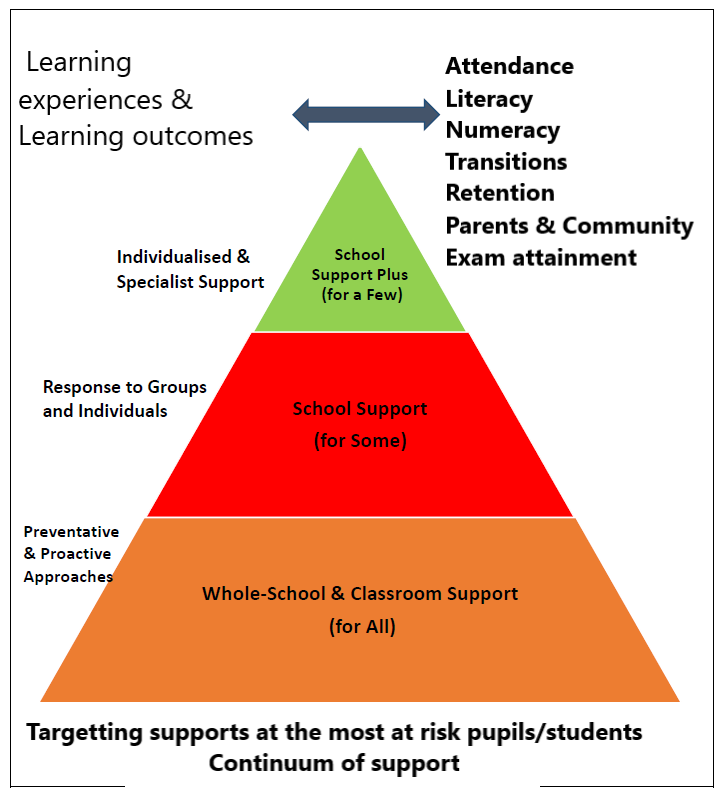 Learning
experiences &
Learning outcomes
Attendance
Literacy
Numeracy
Transitions
Retention
Parents & Community
Exam attainment
Individualised &
Specialist Support
School
Support Plus
(for a Few)
Response to Groups
and Individuals
School Support
(for Some)
Preventative
& Proactive
Approaches
Whole-School & Classroom Support
(for All)
Targetting supports at the most at risk pupils/students
Continuum of support